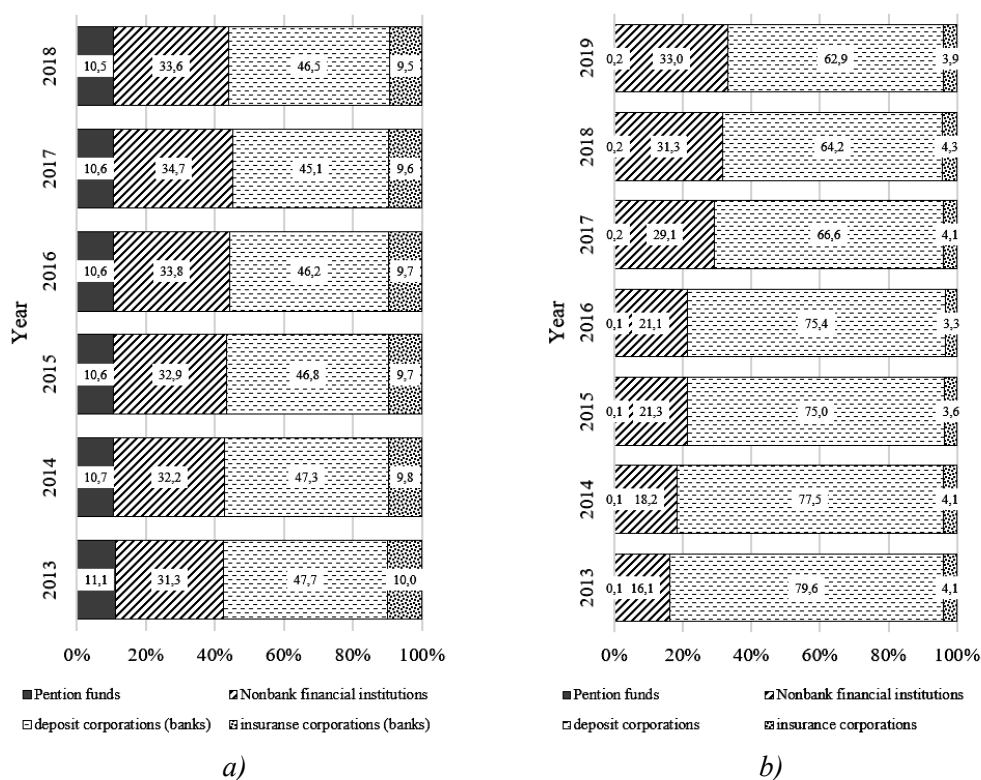 2018
10,5 33,6 46,5 9,5
2017
10,6 34,7 45,1 9,6
2016
10,6 33,8 46,2 9,7
Year
2015
10,6 32,9 46,8 9,7
2014
10,7 32,2 47,3 9,8
2013
11,1 31,3 47,7 10,0
0% 20% 40% 60% 80% 100%
Pention funds Nonbank financial institutions
deposit corporations (banks) insuranse corporations (banks)
a)
2019
0,2 33,0 62,9 3,9
2018
0,2 31,3 64,2 4,3
2017
0,2 29,1 66,6 4,1
2016
0,1 21,1 75,4 3,3
Year
2015
0,1 21,3 75,0 3,6
2014
0,1 18,2 77,5 4,1
2013
0,1 16,1 79,6 4,1
0% 20% 40% 60% 80% 100%
Pention funds Nonbank financial institutions
deposit corporations insurance corporations
b)